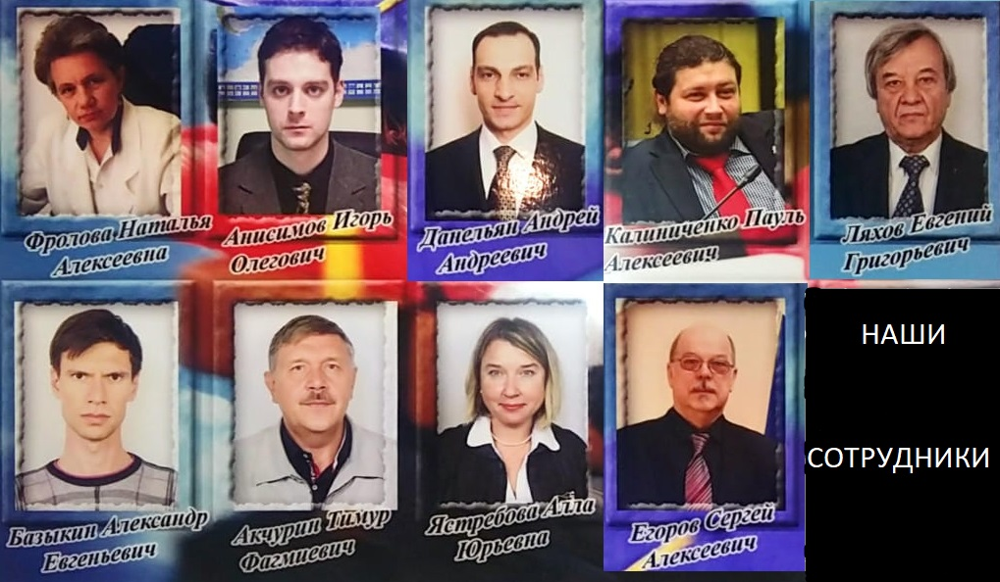 Фролова Наталья
Алексеевна
Анисимов Игорь
Олегович
Данельян Андрей
Андреевич
Калиниченко Пауль
Алексеевич
Ляхов Евгений
Григорьевич
Базыкин Александр
Евгеньевич
Акчурин Тимур
Фагмиевич
Ястребова Алла
Юрьевна
Егоров Сергей
Алексеевич
НАШИ
СОТРУДНИКИ